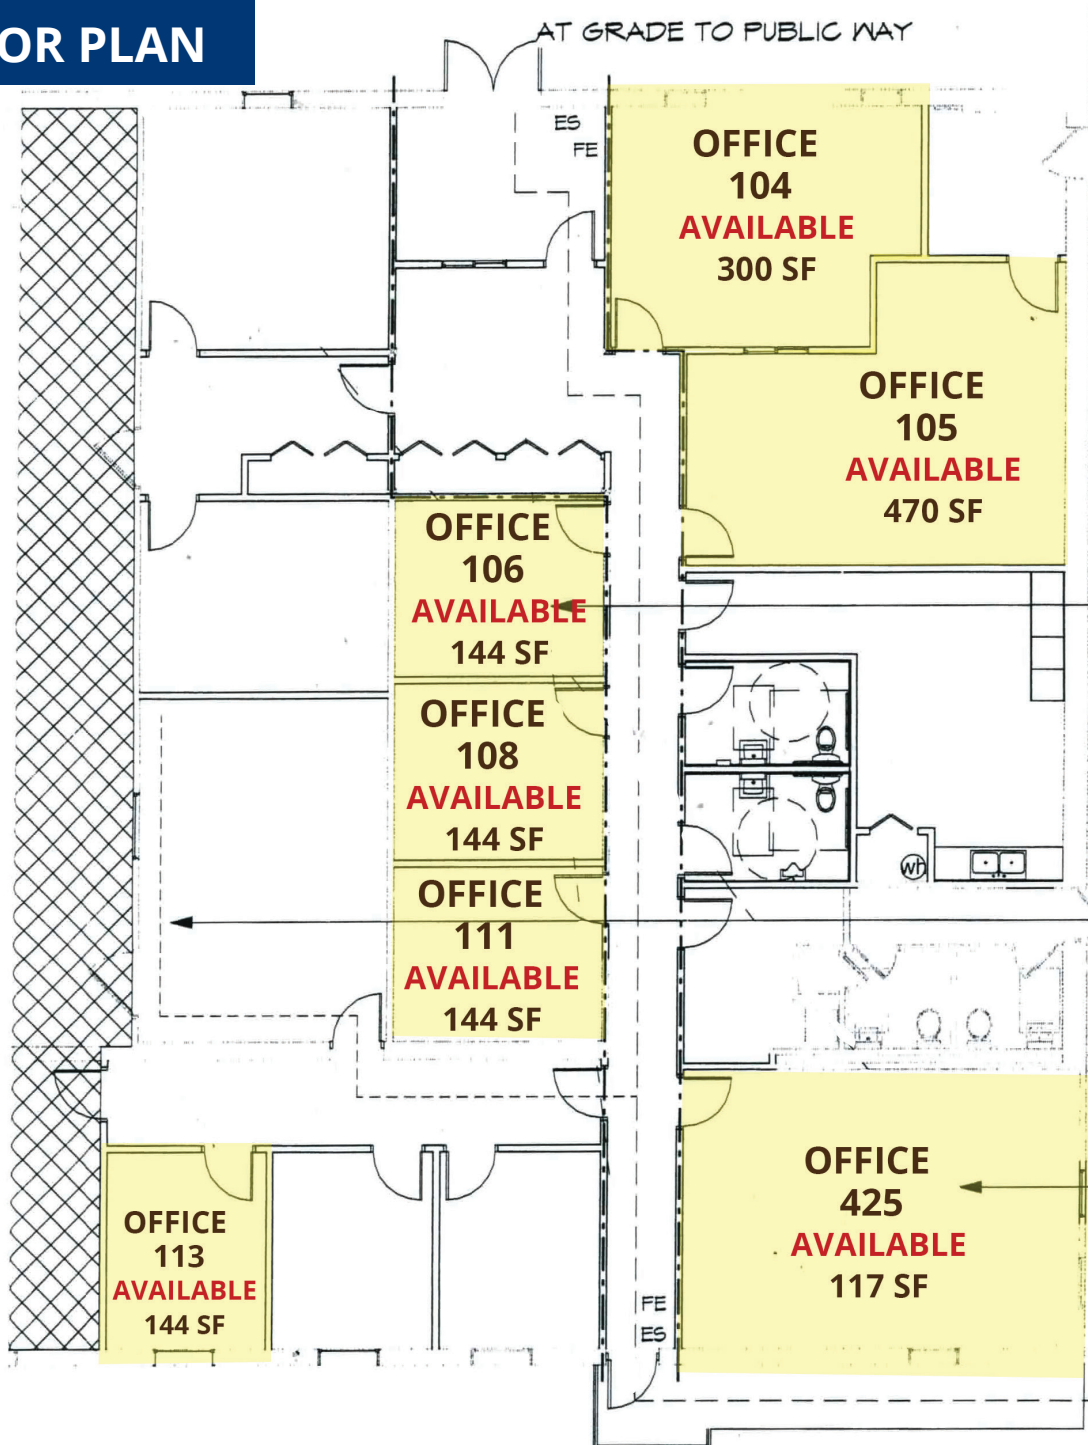 OR PLAN
AT GRADE TO PUBLIC WAY
ES
FE
OFFICE
104
AVAILABLE
300 SF
OFFICE
105
AVAILABLE
470 SF
OFFICE
106
AVAILABLE
144 SF
OFFICE
108
AVAILABLE
144 SF
wh
OFFICE
111
AVAILABLE
144 SF
OFFICE
425
AVAILABLE
117 SF
OFFICE
113
AVAILABLE
144 SF
FE
ES